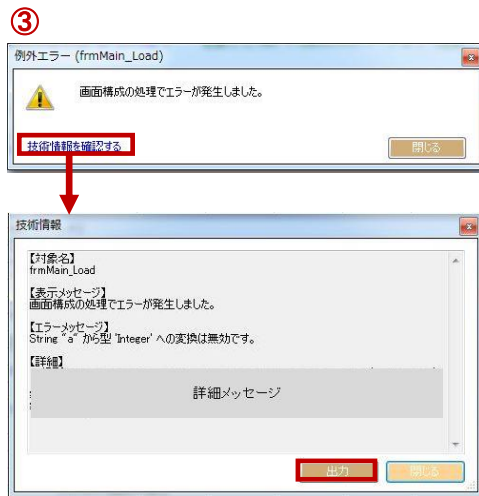 ③
例外エラー (frmMain_Load)
画面構成の処理でエラーが発生しました。
技術情報を確認する
閉じる
技術情報
【対象名】
frmMain_Load
【表示メッセージ】
画面構成の処理でエラーが発生しました。
【エラーメッセージ】
String "a" から型 'Integer' への変換は無効です。
【詳細】
詳細メッセージ
出力
閉じる